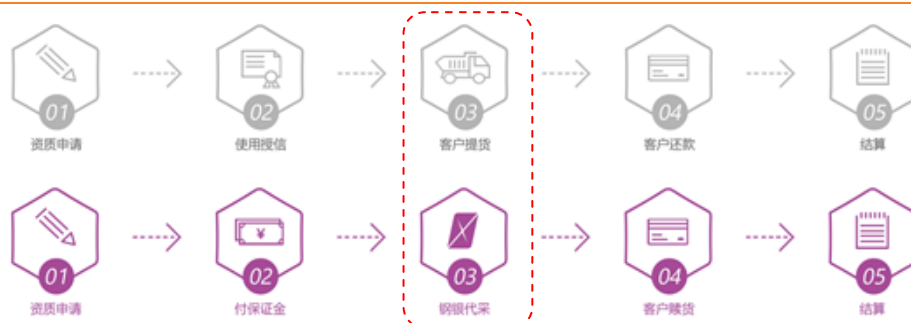 01
02
03
04
05
资质申请
使用授信
客户提货
客户还款
结算
¥
01
02
03
04
05
资质申请
付保证金
钢银代采
客户赎货
结算